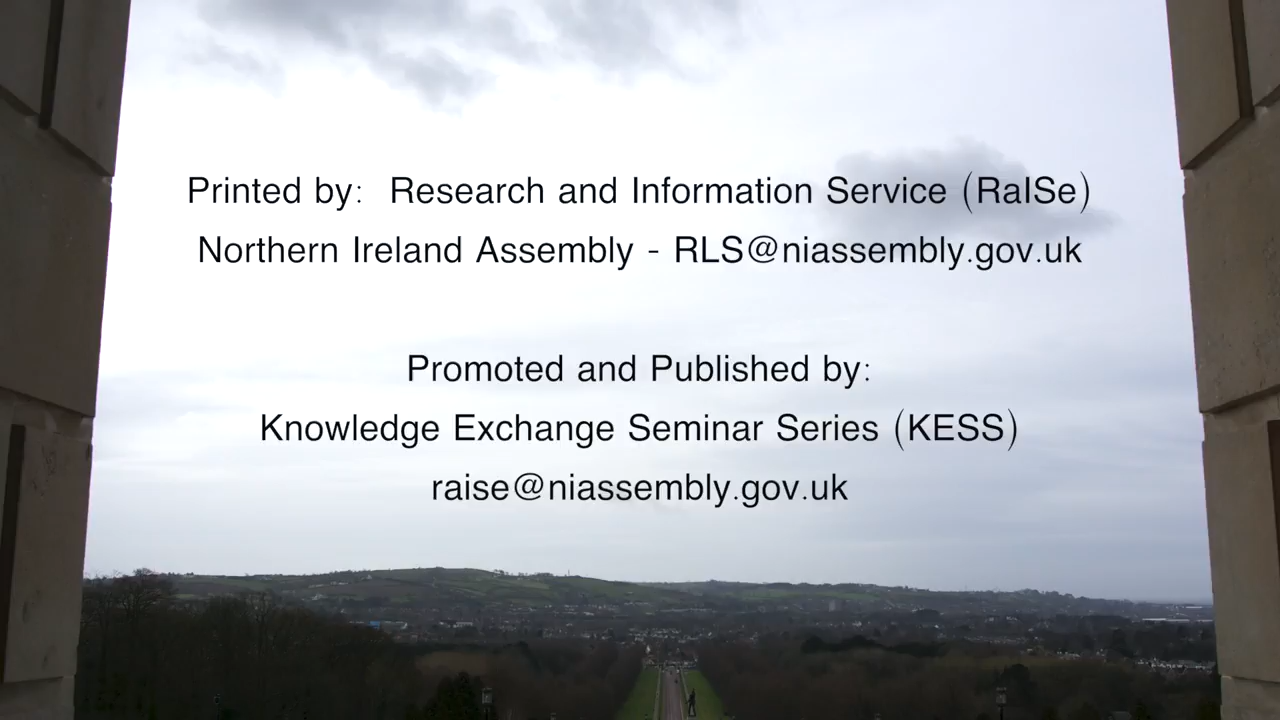 Printed by:  Research and Information Service (RaISe)
Northern Ireland Assembly - RLS@niassembly.gov.uk
Promoted and Published by:
Knowledge Exchange Seminar Series (KESS)
raise@niassembly.gov.uk